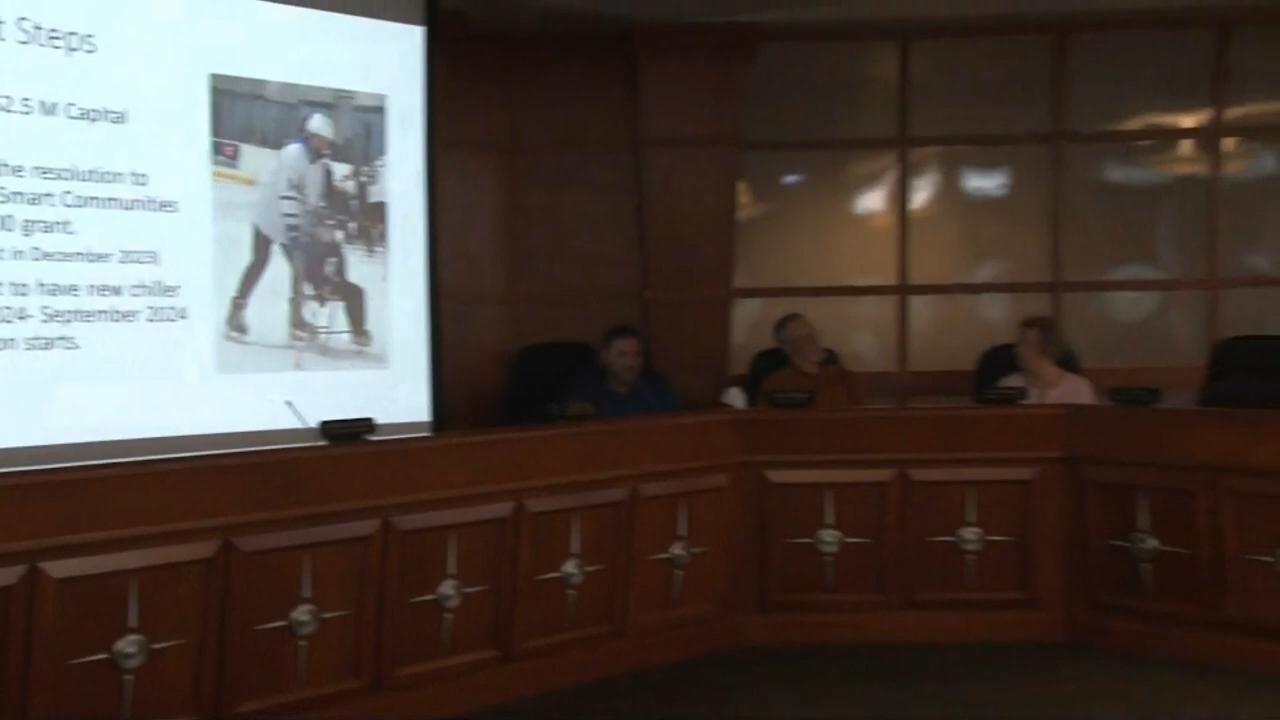 t Steps
2.5 M Capital
he resolution to
Smart Communities
00 grant.
t in December 2023)
t to have new chiller
024- September 2024
on starts.